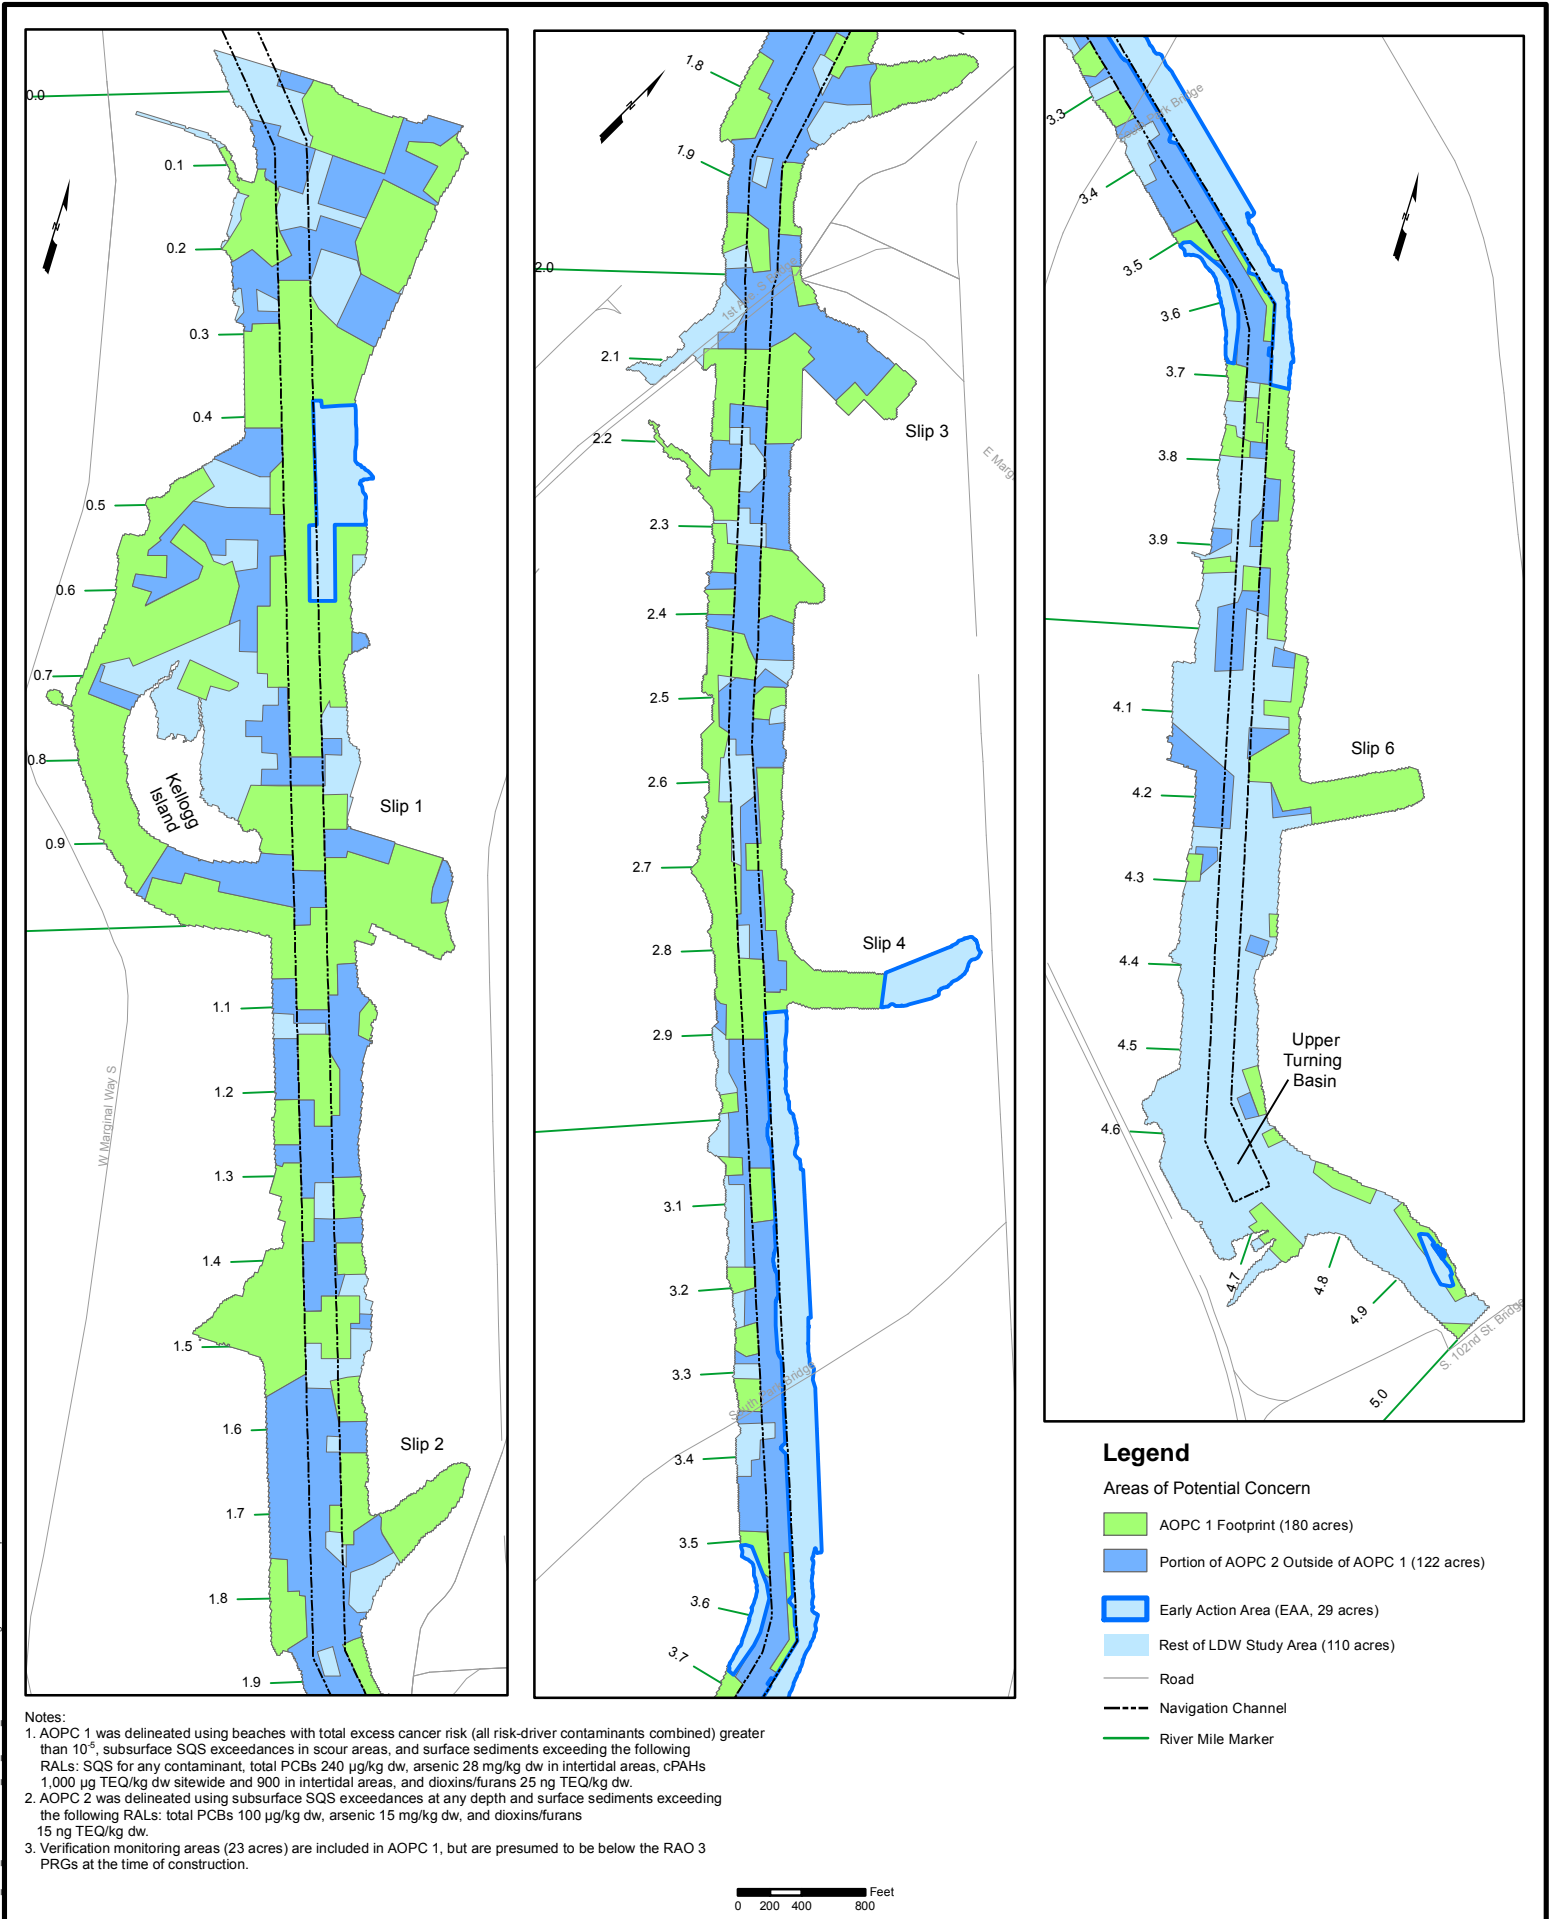 0.0
0.1
0.2
0.3
0.4
0.5
0.6
0.7
0.8
0.9
Kellogg
Island
Slip 1
1.1
1.2
1.3
1.4
1.5
1.6
1.7
1.8
1.9
Slip 2
W Marginal Way S
1.8
1.9
2.0
2.1
2.2
2.3
2.4
2.5
2.6
2.7
2.8
2.9
3.1
3.2
3.3
3.4
3.5
3.6
3.7
N
1st Ave. S Bridge
Slip 3
E Marg
Slip 4
South Park Bridge
3.3
3.4
3.5
3.6
3.7
3.8
3.9
4.1
4.2
4.3
4.4
4.5
4.6
4.7
4.8
4.9
5.0
Bridge
N
Slip 6
Upper
Turning
Basin
S. 102nd St. Bridge
Legend
Areas of Potential Concern
AOPC 1 Footprint (180 acres)
Portion of AOPC 2 Outside of AOPC 1 (122 acres)
Early Action Area (EAA, 29 acres)
Rest of LDW Study Area (110 acres)
Road
Navigation Channel
River Mile Marker
Notes:
1. AOPC 1 was delineated using beaches with total excess cancer risk (all risk-driver contaminants combined) greater
than 10-5, subsurface SQS exceedances in scour areas, and surface sediments exceeding the following
RALs: SQS for any contaminant, total PCBs 240 µg/kg dw, arsenic 28 mg/kg dw in intertidal areas, cPAHs
1,000 µg TEQ/kg dw sitewide and 900 in intertidal areas, and dioxins/furans 25 ng TEQ/kg dw.
2. AOPC 2 was delineated using subsurface SQS exceedances at any depth and surface sediments exceeding
the following RALs: total PCBs 100 µg/kg dw, arsenic 15 mg/kg dw, and dioxins/furans
15 ng TEQ/kg dw.
3. Verification monitoring areas (23 acres) are included in AOPC 1, but are presumed to be below the RAO 3
PRGs at the time of construction.
Feet
0 200 400 800